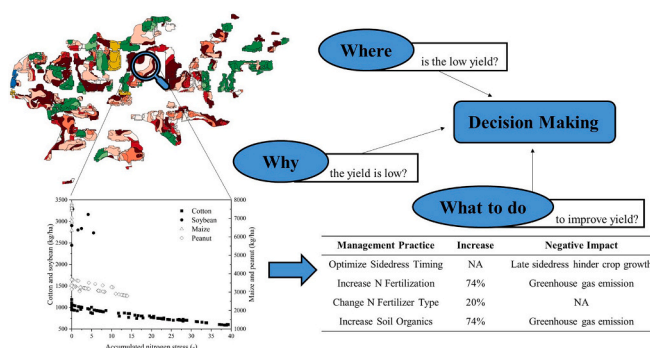 Where
is the low yield?
Decision Making
Why
the yield is low?
What to do
to improve yield?
Cotton
Soybean
Maize
Peanut
Cotton and soybean (kg/ha)
3500
3000
2500
2000
1500
1000
500
Maize and peanut (kg/ha)
8000
7000
6000
5000
4000
3000
2000
1000
0 5 10 15 20 25 30 35 40
Accumulated nitrogen stress (-)
Management Practice Increase Negative Impact
Optimize Sidedress Timing NA Late sidedress hinder crop growth
Increase N Fertilization 74% Greenhouse gas emission
Change N Fertilizer Type 20% NA
Increase Soil Organics 74% Greenhouse gas emission